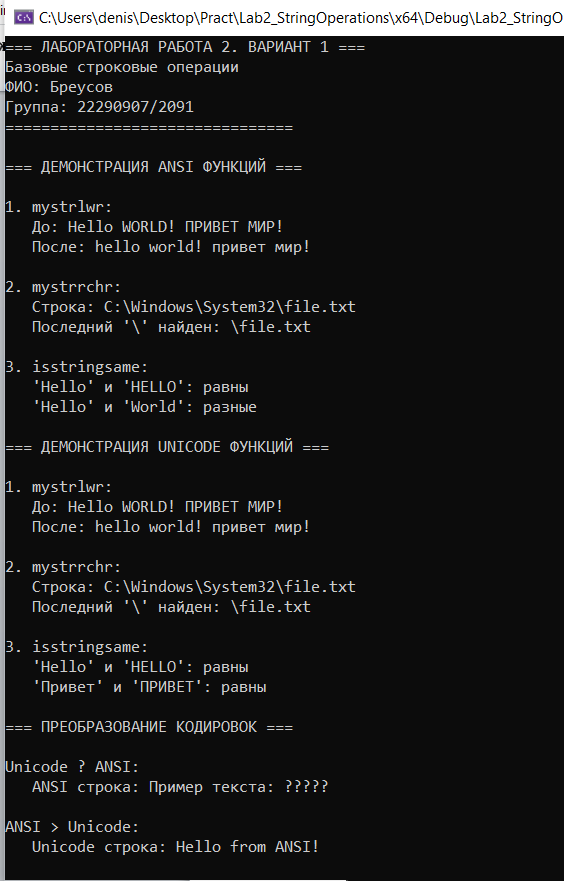 C:\Users\denis\Desktop\Pract\Lab2_StringOperations\x64\Debug\Lab2_StringO
=== ЛАБОРАТОРНАЯ РАБОТА 2. ВАРИАНТ 1 ===
Базовые строковые операции
ФИО: Бреусов
Группа: 22290907/2091
================================
=== ДЕМОНСТРАЦИЯ ANSI ФУНКЦИЙ ===
1. mystrlwr:
До: Hello WORLD! ПРИВЕТ МИР!
После: hello world! привет мир!
2. mystrrchr:
Строка: C:\Windows\System32\file.txt
Последний '\' найден: \file.txt
3. isstringsame:
'Hello' и 'HELLO': равны
'Hello' и 'World': разные
=== ДЕМОНСТРАЦИЯ UNICODE ФУНКЦИЙ ===
1. mystrlwr:
До: Hello WORLD! ПРИВЕТ МИР!
После: hello world! привет мир!
2. mystrrchr:
Строка: C:\Windows\System32\file.txt
Последний '\' найден: \file.txt
3. isstringsame:
'Hello' и 'HELLO': равны
'Привет' и 'ПРИВЕТ': равны
=== ПРЕОБРАЗОВАНИЕ КОДИРОВОК ===
Unicode ? ANSI:
ANSI строка: Пример текста: ?????
ANSI > Unicode:
Unicode строка: Hello from ANSI!